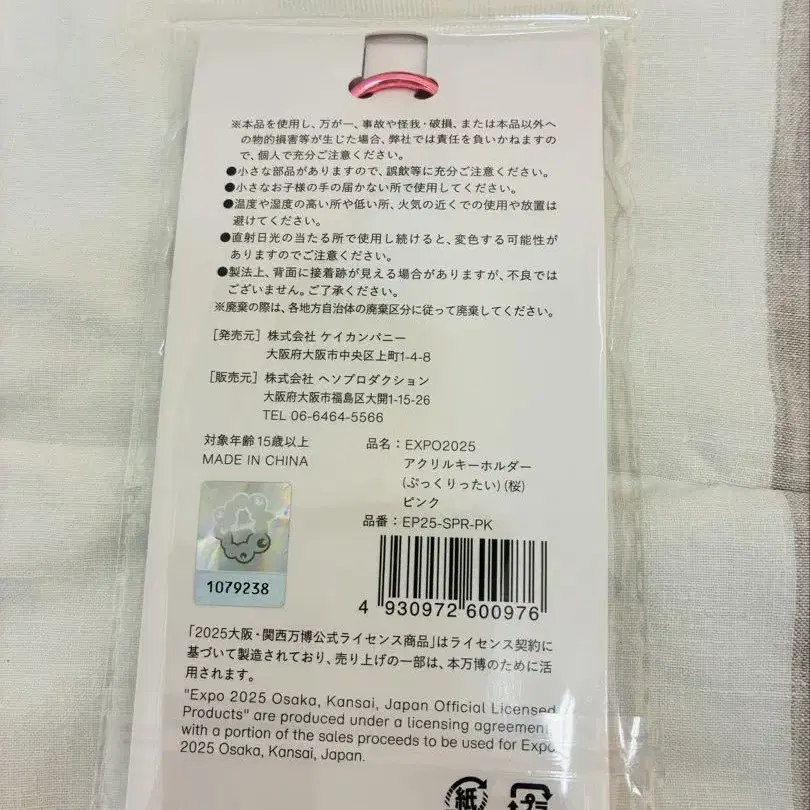 ※本品を使用し、万が一、事故や怪我・破損、または本品以外へ
の物的損害等が生じた場合、弊社では責任を負いかねますの
で、個人で充分ご注意ください。
●小さな部品がありますので、誤飲等に充分ご注意ください。
●小さなお子様の手の届かない所で使用してください。
●温度や湿度の高い所や低い所、火気の近くでの使用や放置は
避けてください。
●直射日光の当たる所で使用し続けると、変色する可能性が
ありますのでご注意ください。
●製法上、背面に接着跡が見える場合がありますが、不良では
ございません。ご了承ください。
※廃棄の際は、各地方自治体の廃棄区分に従って廃棄してください。
［発売元］株式会社 ケイカンパニー
大阪府大阪市中央区上町1-4-8
［販売元］株式会社 ヘソプロダクション
大阪府大阪市福島区大開1-15-26
TEL 06-6464-5566
対象年齢15歳以上
MADE IN CHINA
品名：EXPO2025
アクリルキーホルダー
(ぷっくりったい)(桜)
ピンク
品番：EP25-SPR-PK
1079238
4 930972 600976
「2025大阪・関西万博公式ライセンス商品」はライセンス契約に
基づいて製造されており、売り上げの一部は、本万博のために活
用されます。
"Expo 2025 Osaka, Kansai, Japan Official Licensed
Products" are produced under a licensing agreement
with a portion of the sales proceeds to be used for Expo
2025 Osaka, Kansai, Japan.
紙 プラ